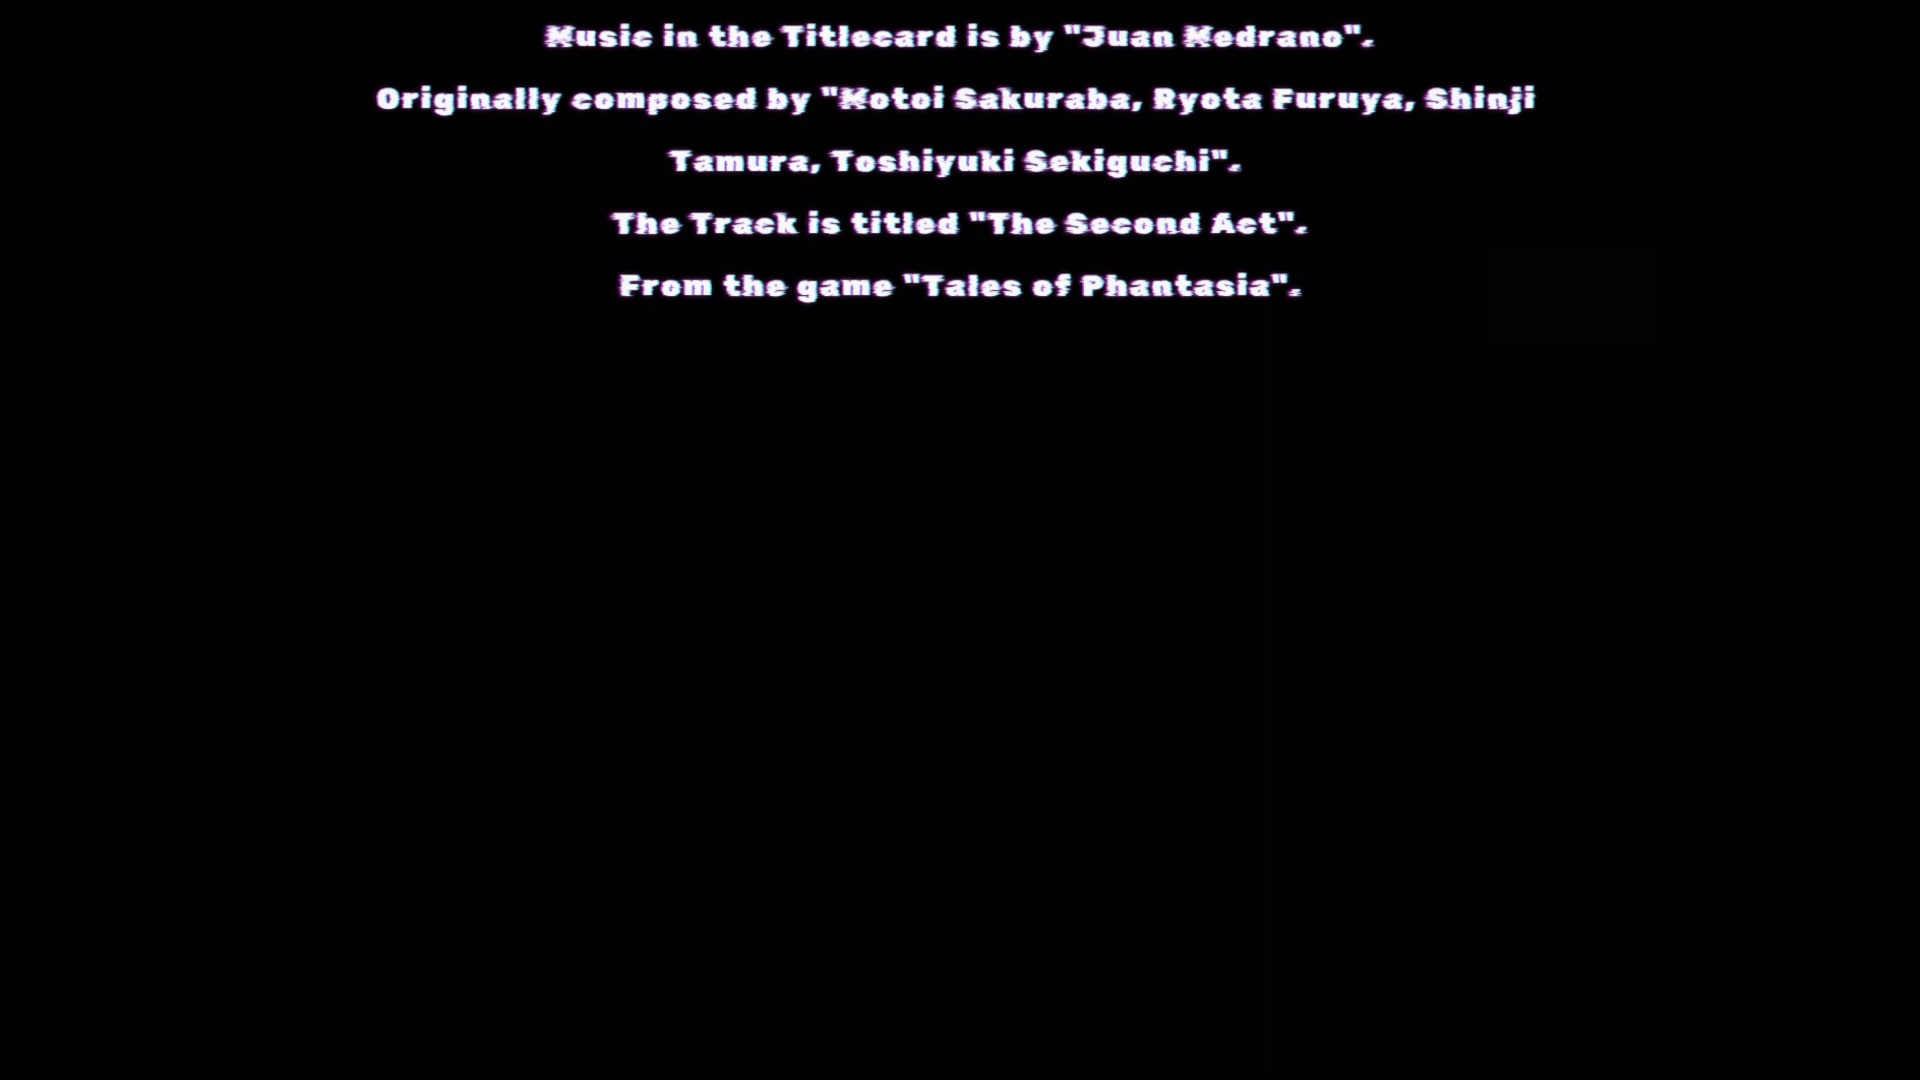 Music in the Titlecard is by "Juan Medrano".
Originally composed by "Motoi Sakuraba, Ryota Furuya, Shinji
Tamura, Toshiyuki Sekiguchi".
The Track is titled "The Second Act".
From the game "Tales of Phantasia".